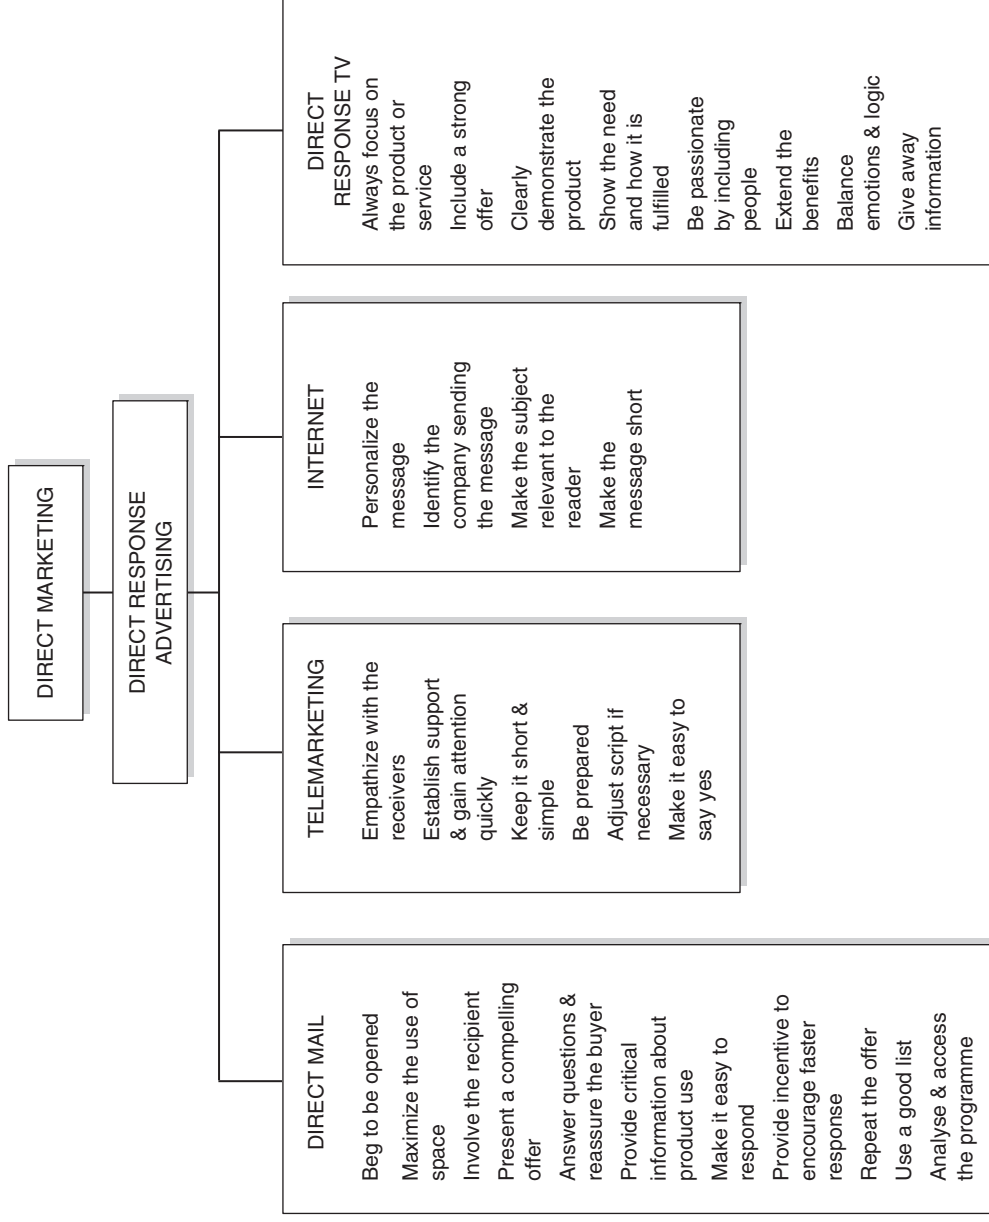 DIRECT MARKETING
DIRECT RESPONSE
ADVERTISING
DIRECT MAIL
Beg to be opened
Maximize the use of
space
Involve the recipient
Present a compelling
offer
Answer questions &
reassure the buyer
Provide critical
information about
product use
Make it easy to
respond
Provide incentive to
encourage faster
response
Repeat the offer
Use a good list
Analyse & access
the programme
TELEMARKETING
Empathize with the
receivers
Establish support
& gain attention
quickly
Keep it short &
simple
Be prepared
Adjust script if
necessary
Make it easy to
say yes
INTERNET
Personalize the
message
Identify the
company sending
the message
Make the subject
relevant to the
reader
Make the
message short
DIRECT
RESPONSE TV
Always focus on
the product or
service
Include a strong
offer
Clearly
demonstrate the
product
Show the need
and how it is
fulfilled
Be passionate
by including
people
Extend the
benefits
Balance
emotions & logic
Give away
information